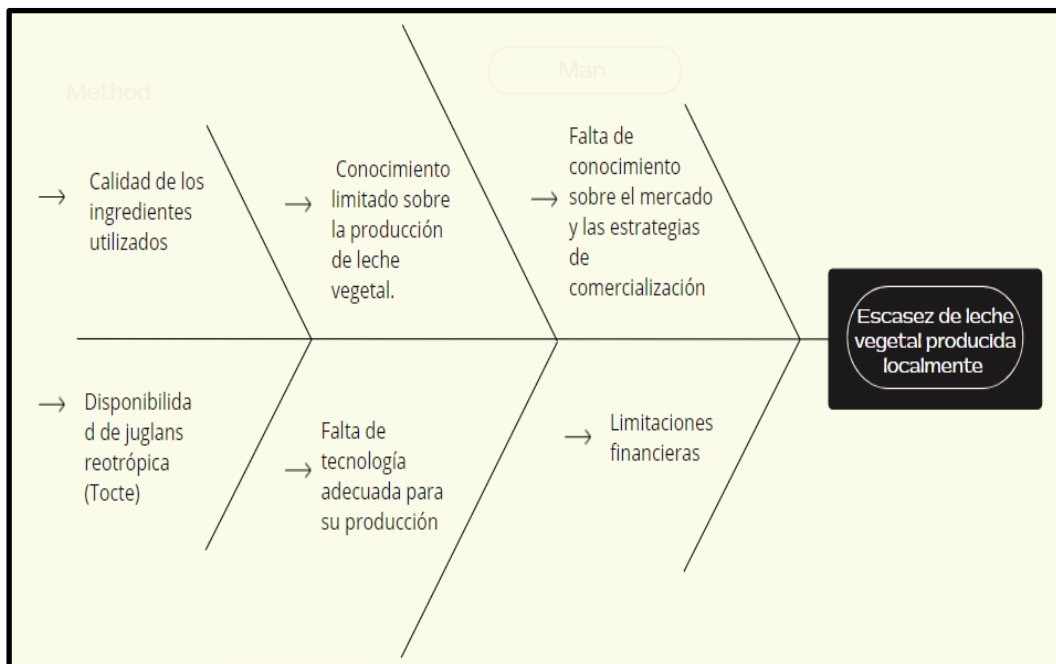 Method
Man
Calidad de los
ingredientes
utilizados
Conocimiento
limitado sobre
la producción
de leche
vegetal.
Falta de
conocimiento
sobre el mercado
y las estrategias
de
comercialización
Escasez de leche
vegetal producida
localmente
Disponibilida
d de juglans
reotrópica
(Tocte)
Falta de
tecnología
adecuada para
su producción
Limitaciones
financieras